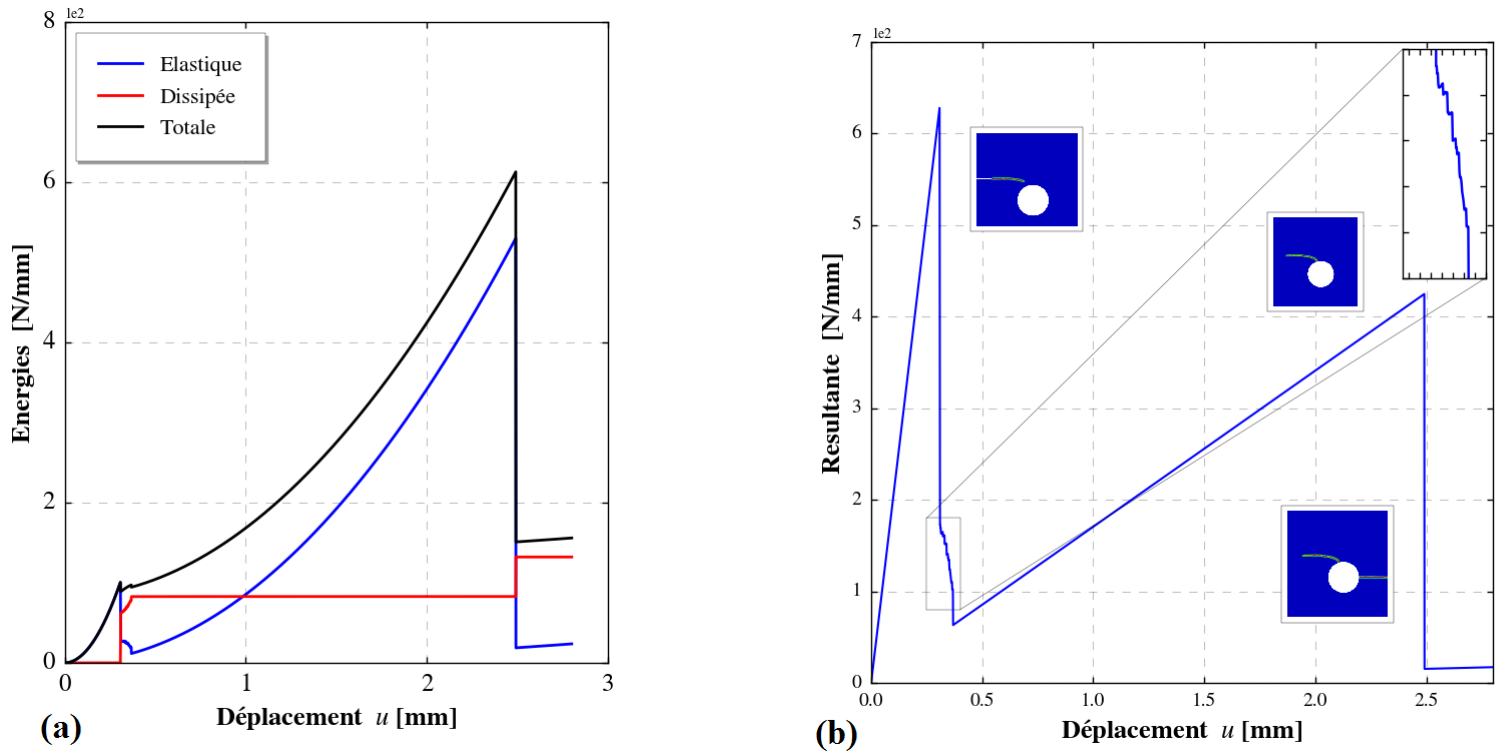 8 1e2
Elastique
Dissipée
Totale
6
4
2
0
0 1 2 3
Energies [N/mm]
Déplacement u [mm]
(a)
1e2
7
6
5
4
3
2
1
0
0.0 0.5 1.0 1.5 2.0 2.5
Resultante [N/mm]
Déplacement u [mm]
(b)